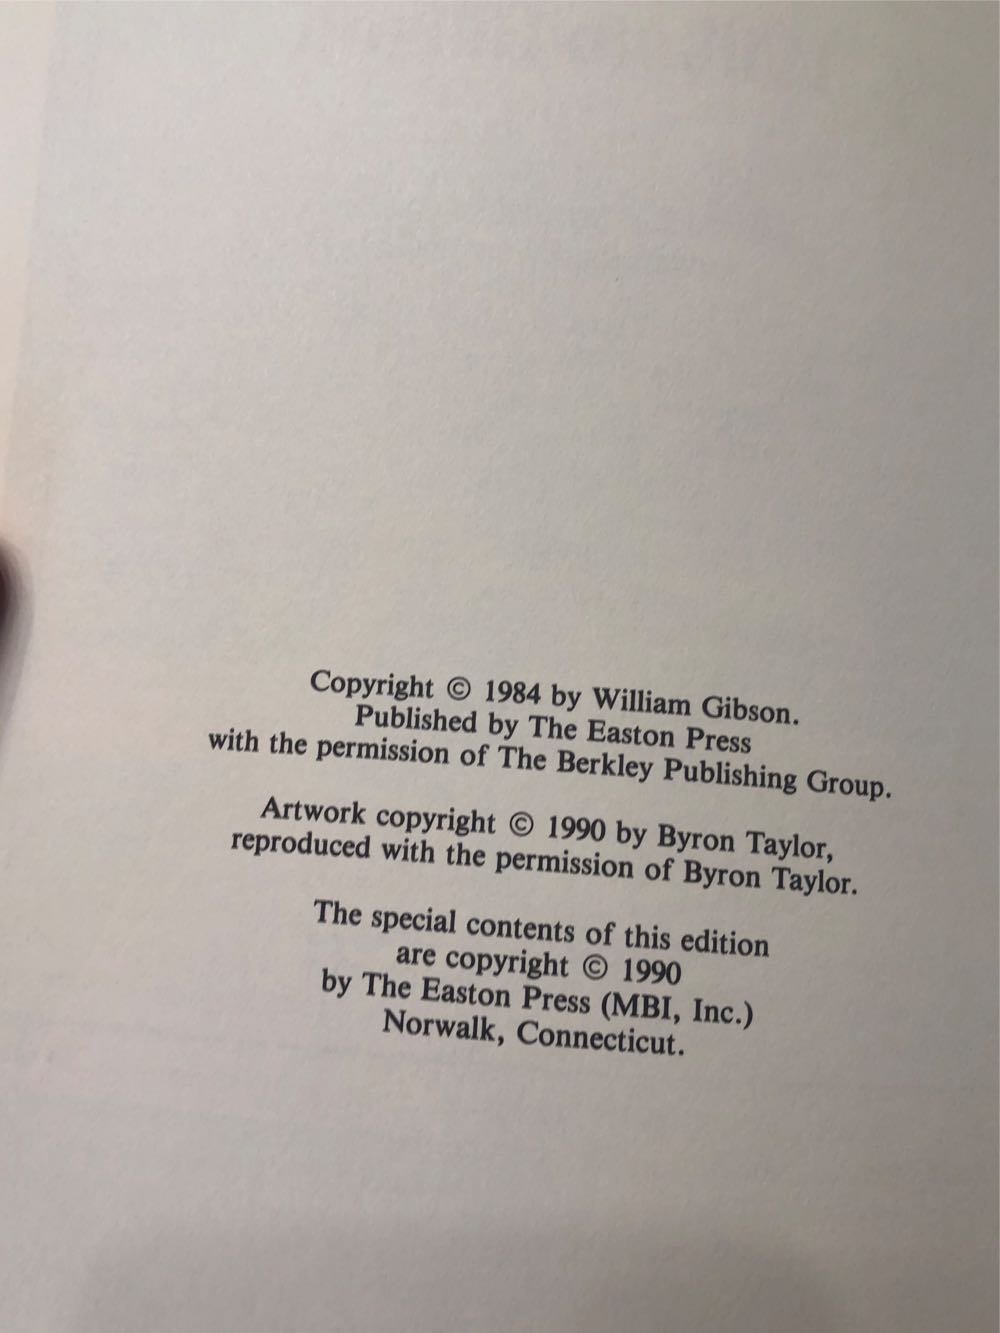 Copyright © 1984 by William Gibson.
Published by The Easton Press
with the permission of The Berkley Publishing Group.
Artwork copyright © 1990 by Byron Taylor,
reproduced with the permission of Byron Taylor.
The special contents of this edition
are copyright © 1990
by The Easton Press (MBI, Inc.)
Norwalk, Connecticut.